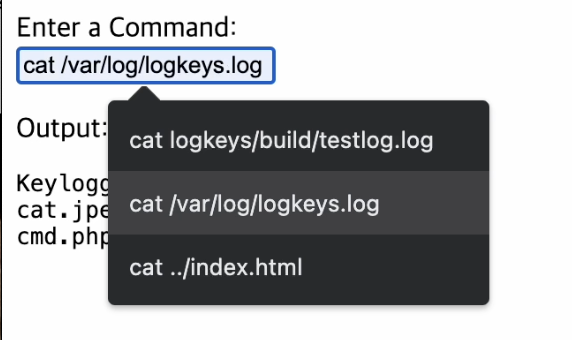 Enter a Command:
cat /var/log/logkeys.log
Output:
cat logkeys/build/testlog.log
cat /var/log/logkeys.log
cat ../index.html
cat.jpe
cmd.php